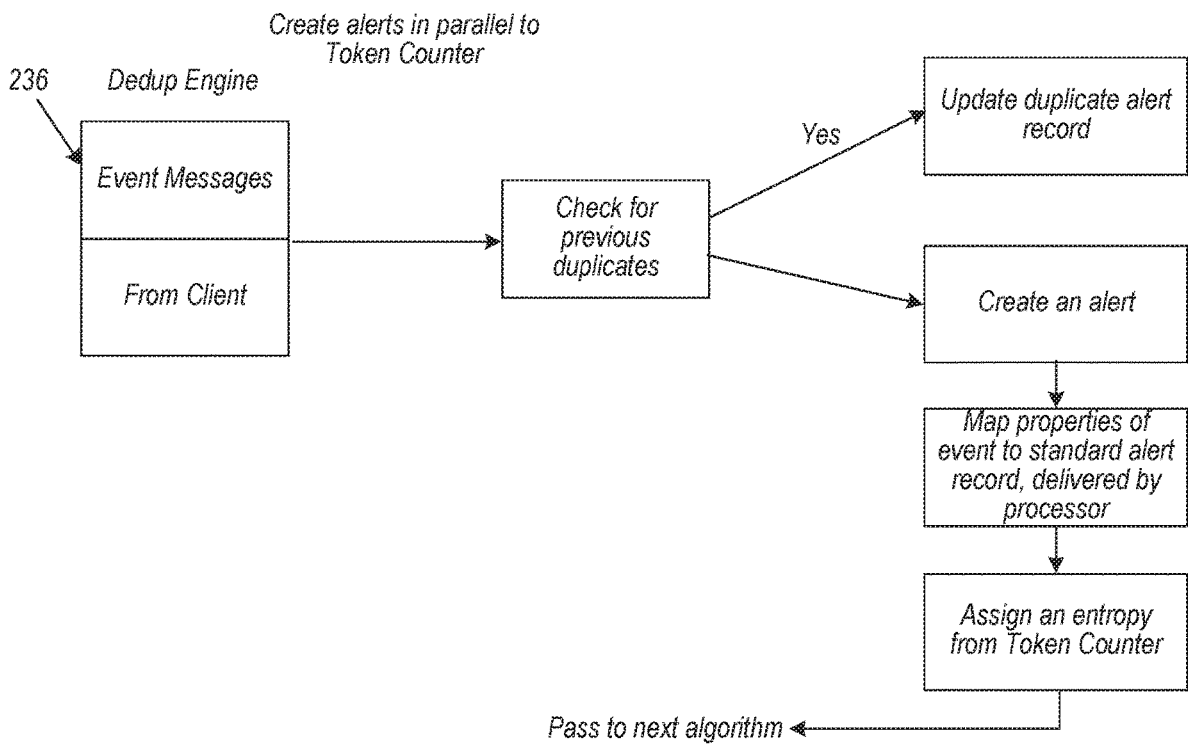 Create alerts in parallel to
Token Counter
236
Dedup Engine
Event Messages
From Client
Check for
previous
duplicates
Yes
Update duplicate alert
record
Create an alert
Map properties of
event to standard alert
record, delivered by
processor
Assign an entropy
from Token Counter
Pass to next algorithm